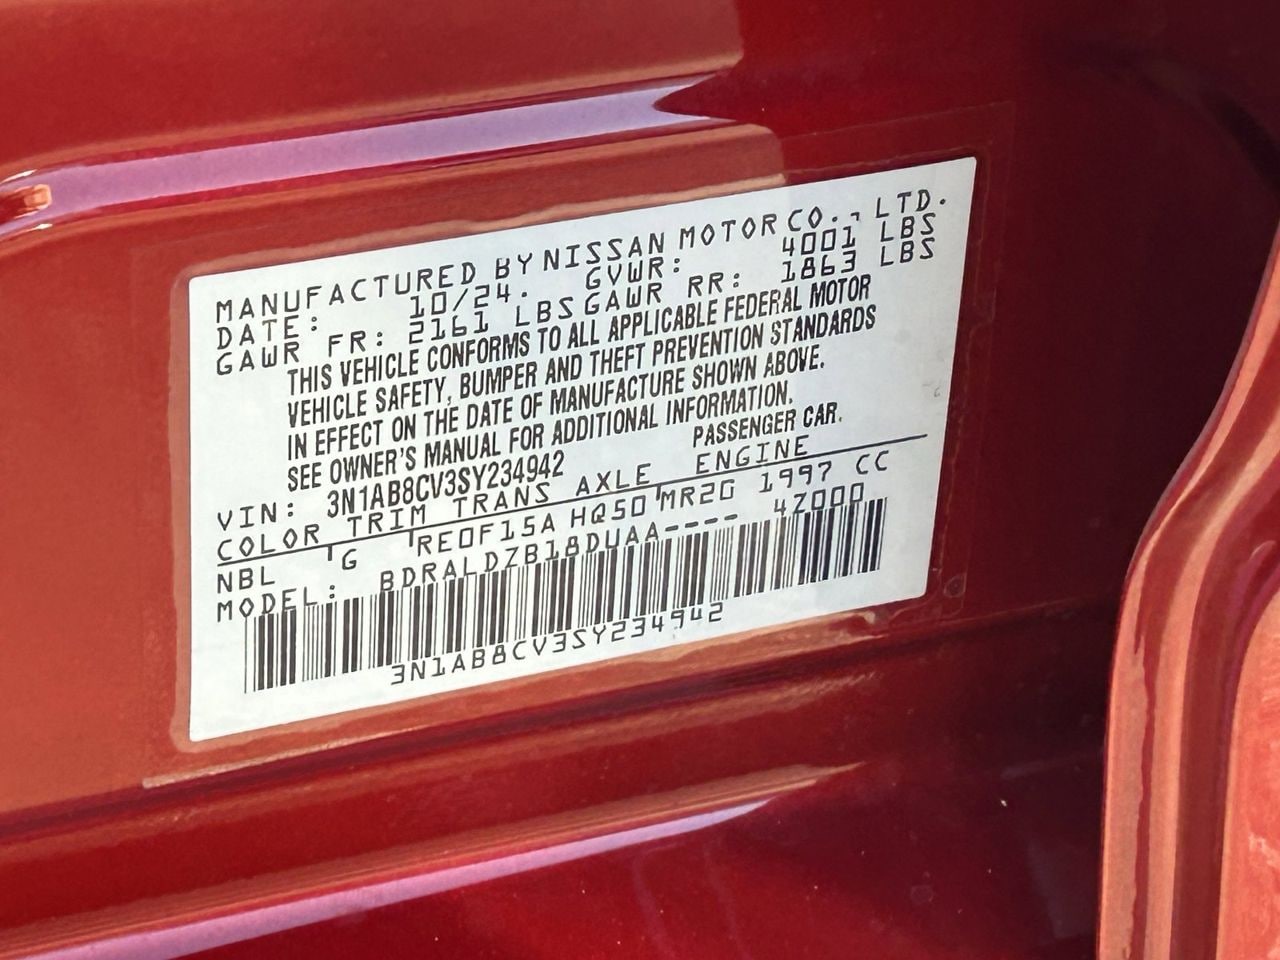 MANUFACTURED BY NISSAN MOTOR CO., LTD.
DATE: 10/24. GVWR: 4001 LBS
GAWR FR: 2161 LBS GAWR RR: 1863 LBS
THIS VEHICLE CONFORMS TO ALL APPLICABLE FEDERAL MOTOR
VEHICLE SAFETY, BUMPER AND THEFT PREVENTION STANDARDS
IN EFFECT ON THE DATE OF MANUFACTURE SHOWN ABOVE.
SEE OWNER'S MANUAL FOR ADDITIONAL INFORMATION.
VIN: 3N1AB8CV3SY234942 PASSENGER CAR.
COLOR TRIM TRANS AXLE ENGINE
NBL G RE0F15A HQ50 MR20 1997 CC
MODEL: BDRALDZB18DUAA---- 4Z000
3N1AB8CV3SY234942